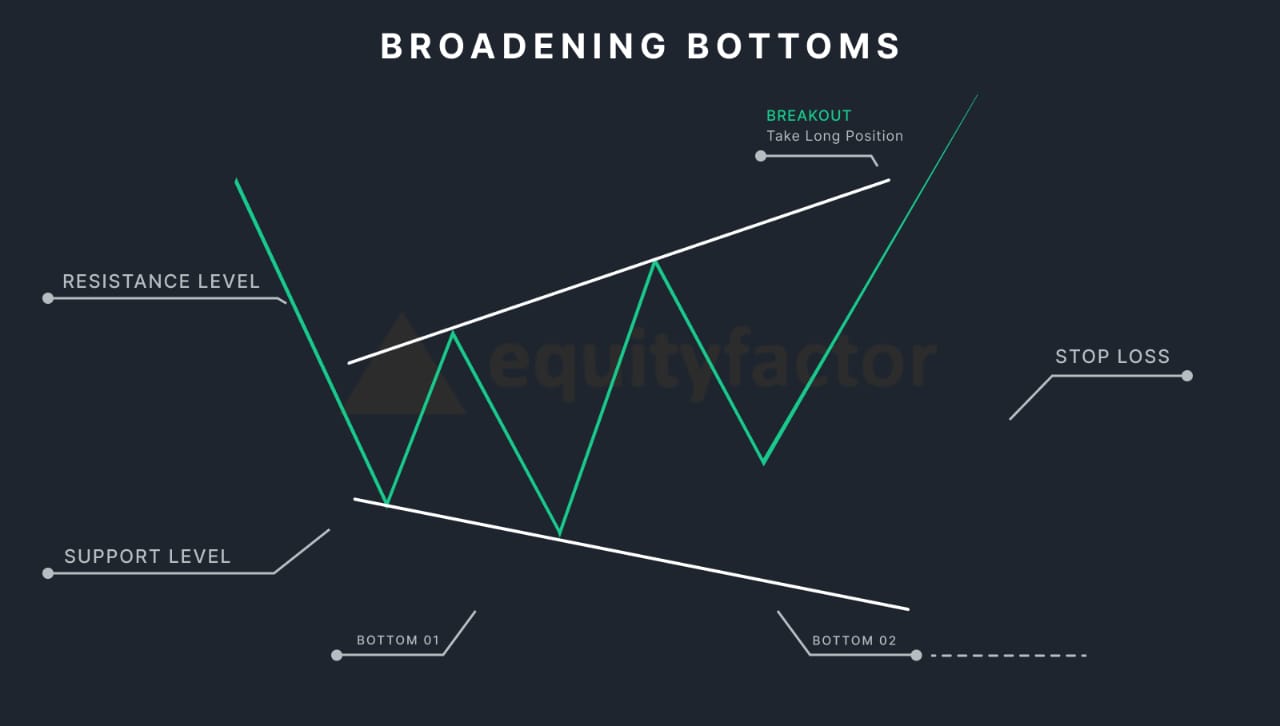 BROADENING BOTTOMS
BREAKOUT
Take Long Position
RESISTANCE LEVEL
equityfactor
STOP LOSS
SUPPORT LEVEL
BOTTOM 01
BOTTOM 02